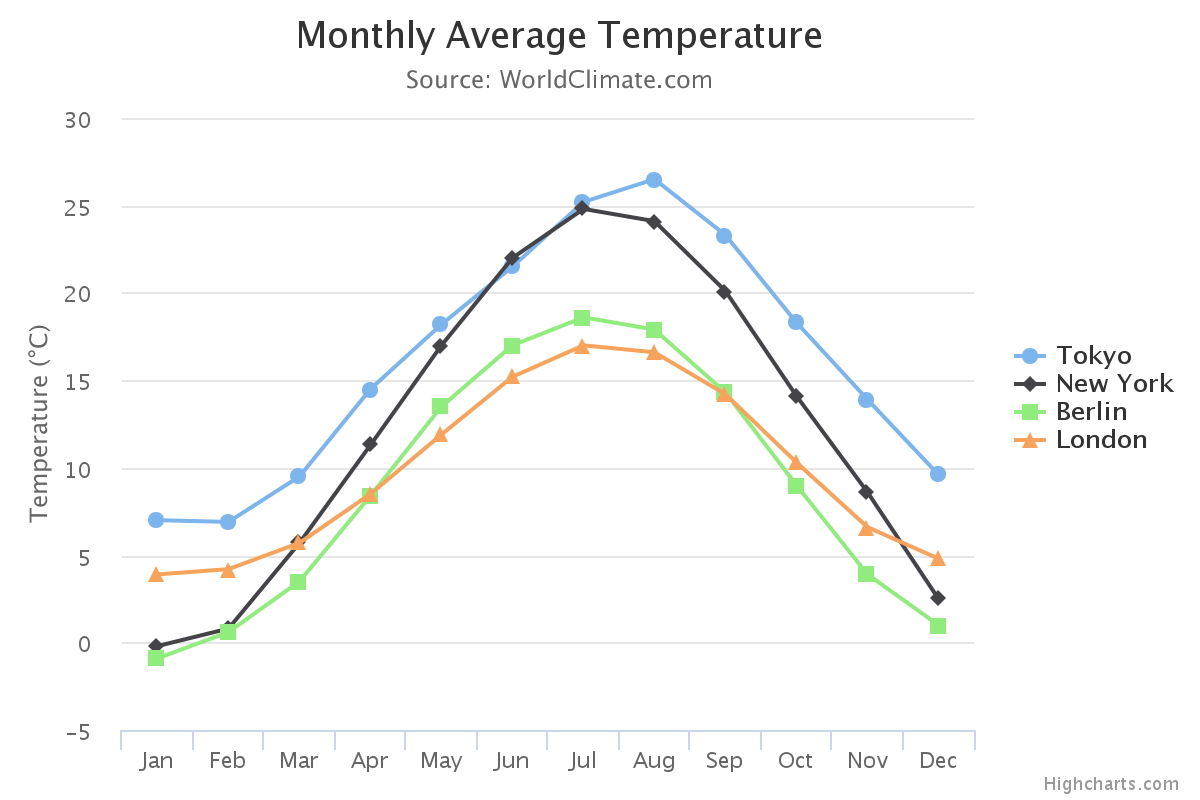 Monthly Average Temperature
Source: WorldClimate.com
Temperature (°C)
30
25
20
15
10
5
0
−5
Jan Feb Mar Apr May Jun Jul Aug Sep Oct Nov Dec
Tokyo
New York
Berlin
London
Highcharts.com